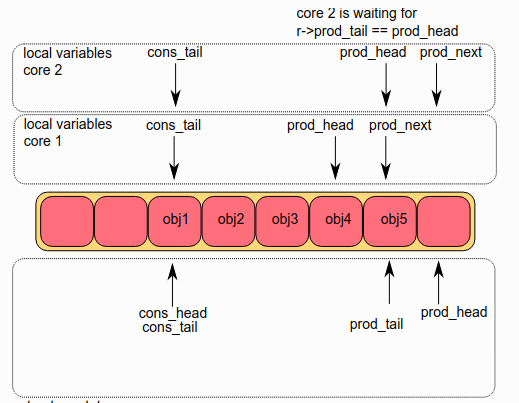 core 2 is waiting for
r->prod_tail == prod_head
local variables
core 2
cons_tail
prod_head
prod_next
local variables
core 1
cons_tail
prod_head
prod_next
obj1
obj2
obj3
obj4
obj5
cons_head
cons_tail
prod_tail
prod_head